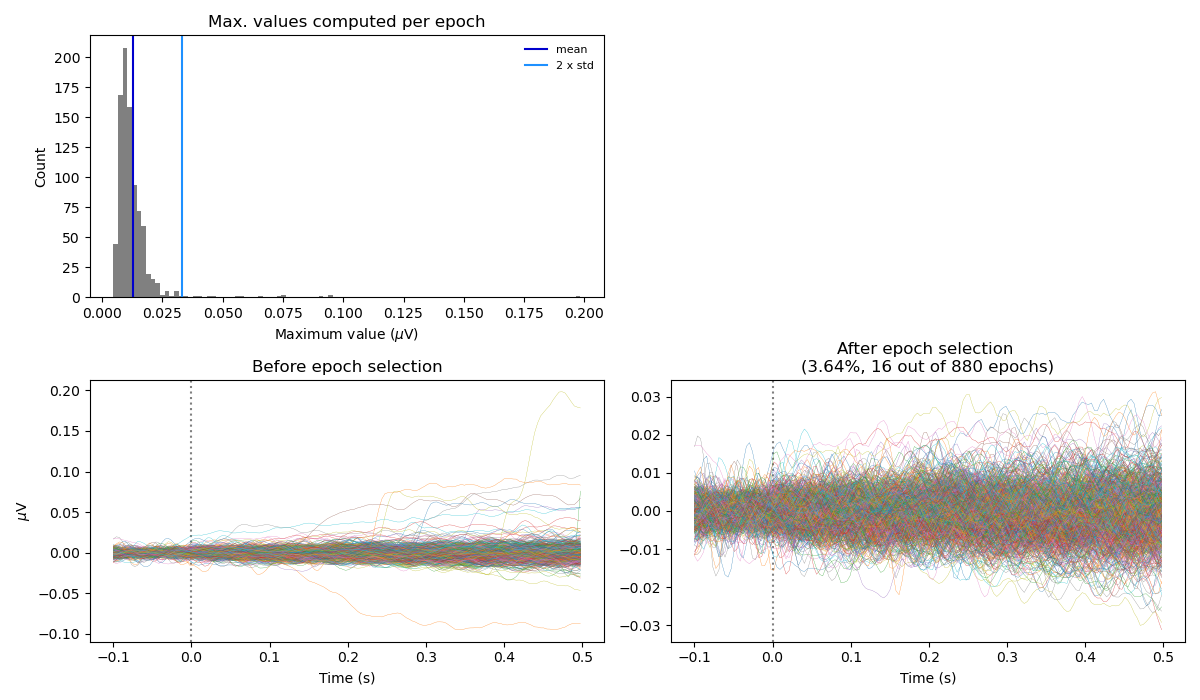 Max. values computed per epoch
mean
2 x std
Count
200
175
150
125
100
75
50
25
0
0.000 0.025 0.050 0.075 0.100 0.125 0.150 0.175 0.200
Maximum value (μV)
Before epoch selection
μV
0.20
0.15
0.10
0.05
0.00
−0.05
−0.10
−0.1 0.0 0.1 0.2 0.3 0.4 0.5
Time (s)
After epoch selection
(3.64%, 16 out of 880 epochs)
0.03
0.02
0.01
0.00
−0.01
−0.02
−0.03
−0.1 0.0 0.1 0.2 0.3 0.4 0.5
Time (s)